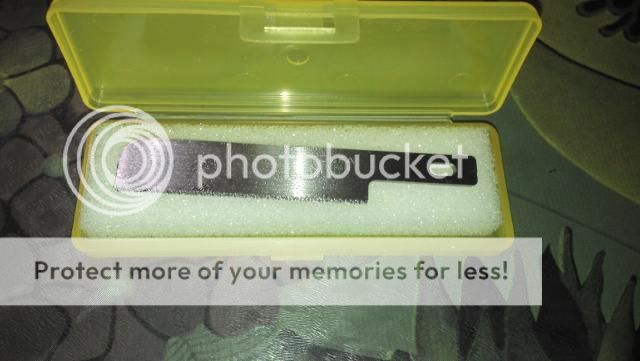 photobucket
Protect more of your memories for less!